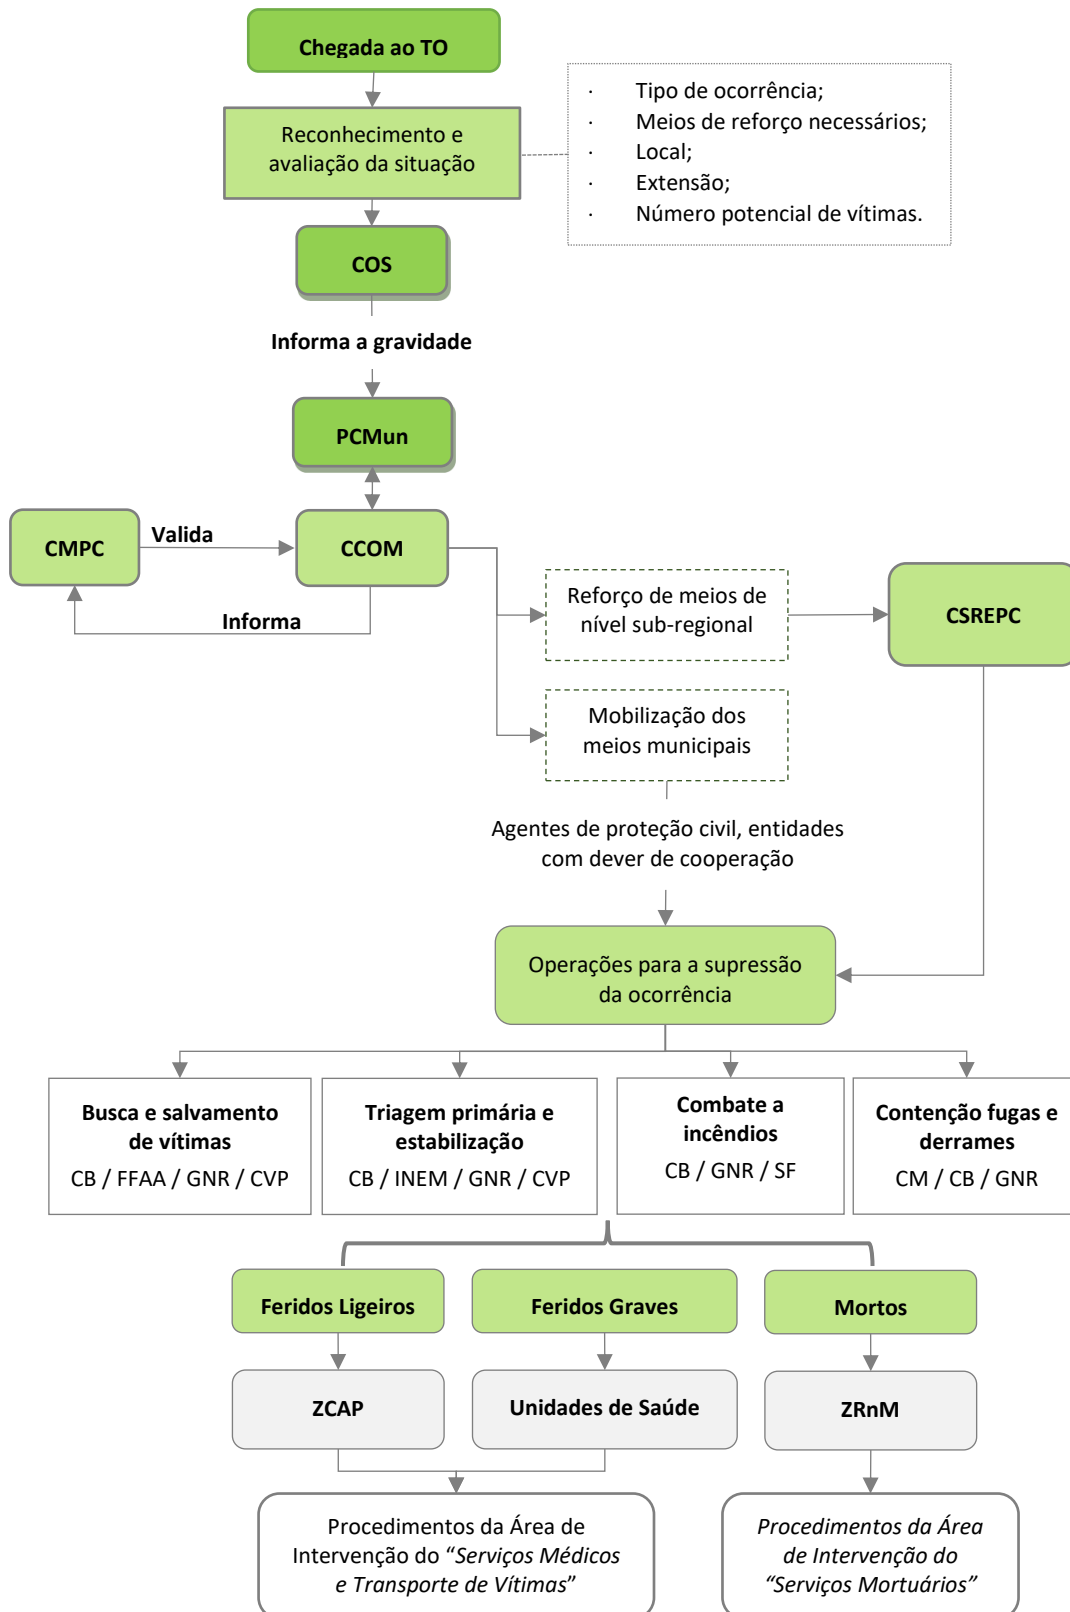 Chegada ao TO
Reconhecimento e
avaliação da situação
· Tipo de ocorrência;
· Meios de reforço necessários;
· Local;
· Extensão;
· Número potencial de vítimas.
COS
Informa a gravidade
PCMun
CMPC
Valida
CCOM
Informa
Reforço de meios de
nível sub-regional
CSREPC
Mobilização dos
meios municipais
Agentes de proteção civil, entidades
com dever de cooperação
Operações para a supressão
da ocorrência
Busca e salvamento
de vítimas
CB / FFAA / GNR / CVP
Triagem primária e
estabilização
CB / INEM / GNR / CVP
Combate a
incêndios
CB / GNR / SF
Contenção fugas e
derrames
CM / CB / GNR
Feridos Ligeiros
Feridos Graves
Mortos
ZCAP
Unidades de Saúde
ZRnM
Procedimentos da Área de
Intervenção do “Serviços Médicos
e Transporte de Vítimas”
Procedimentos da Área
de Intervenção do
“Serviços Mortuários”